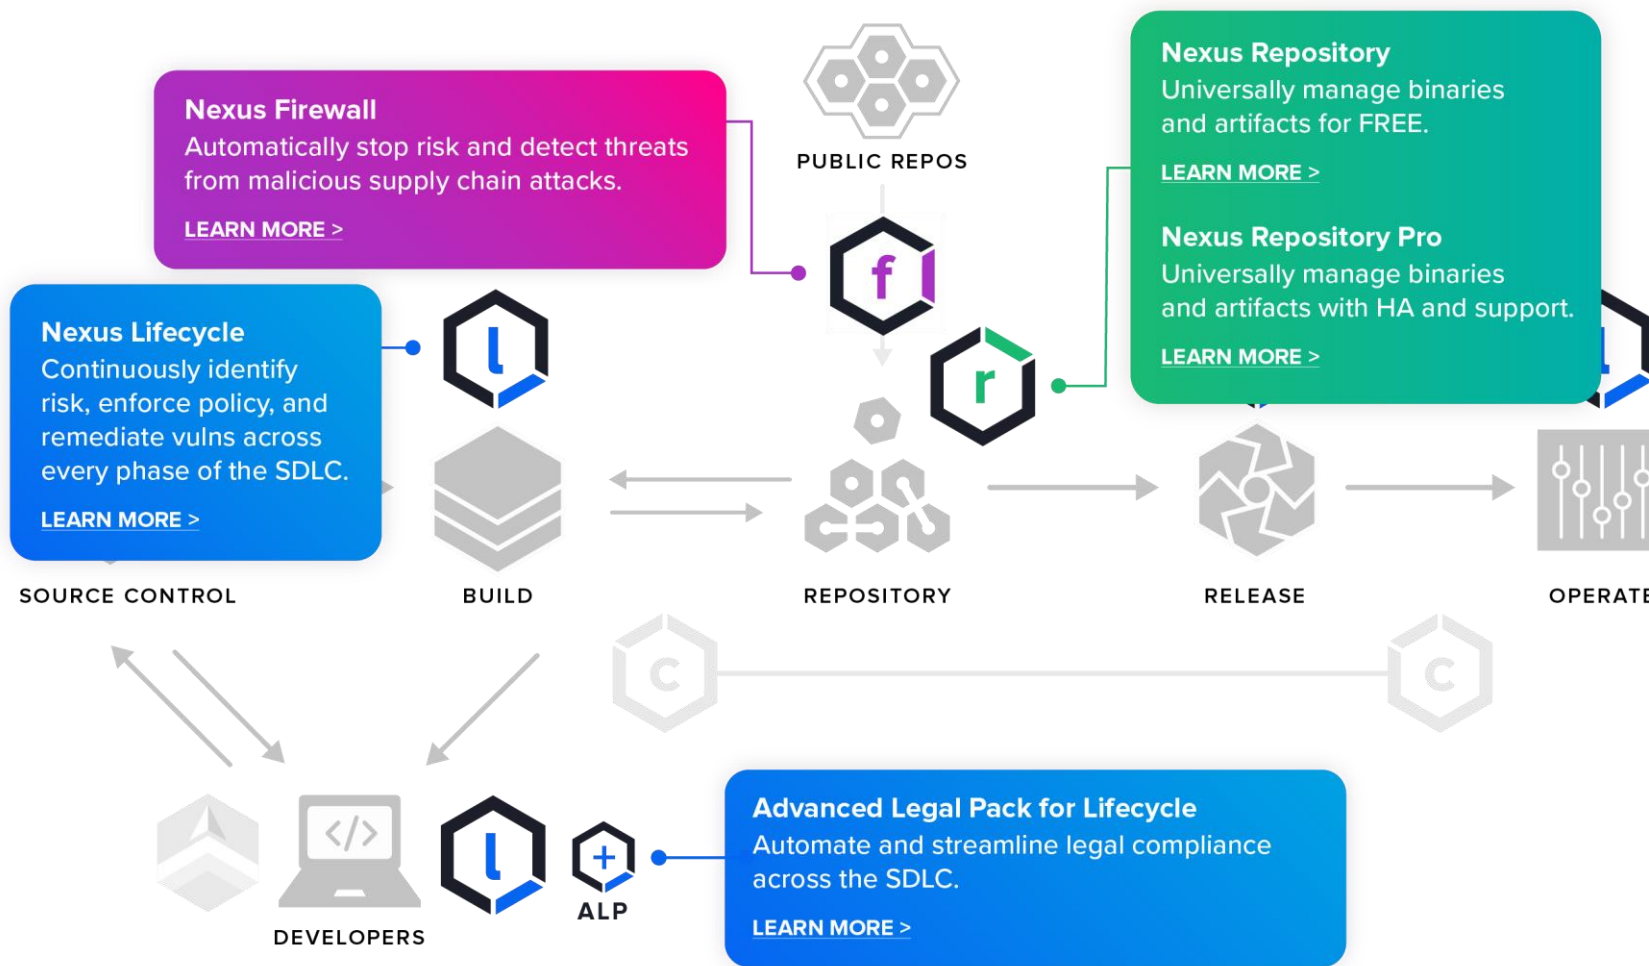 Nexus Firewall
Automatically stop risk and detect threats
from malicious supply chain attacks.
LEARN MORE >
PUBLIC REPOS
Nexus Repository
Universally manage binaries
and artifacts for FREE.
LEARN MORE >
Nexus Repository Pro
Universally manage binaries
and artifacts with HA and support.
LEARN MORE >
f
r
l
Nexus Lifecycle
Continuously identify
risk, enforce policy, and
remediate vulns across
every phase of the SDLC.
LEARN MORE >
l
SOURCE CONTROL
BUILD
REPOSITORY
RELEASE
OPERATE
c
c
</>
l
+
ALP
DEVELOPERS
Advanced Legal Pack for Lifecycle
Automate and streamline legal compliance
across the SDLC.
LEARN MORE >